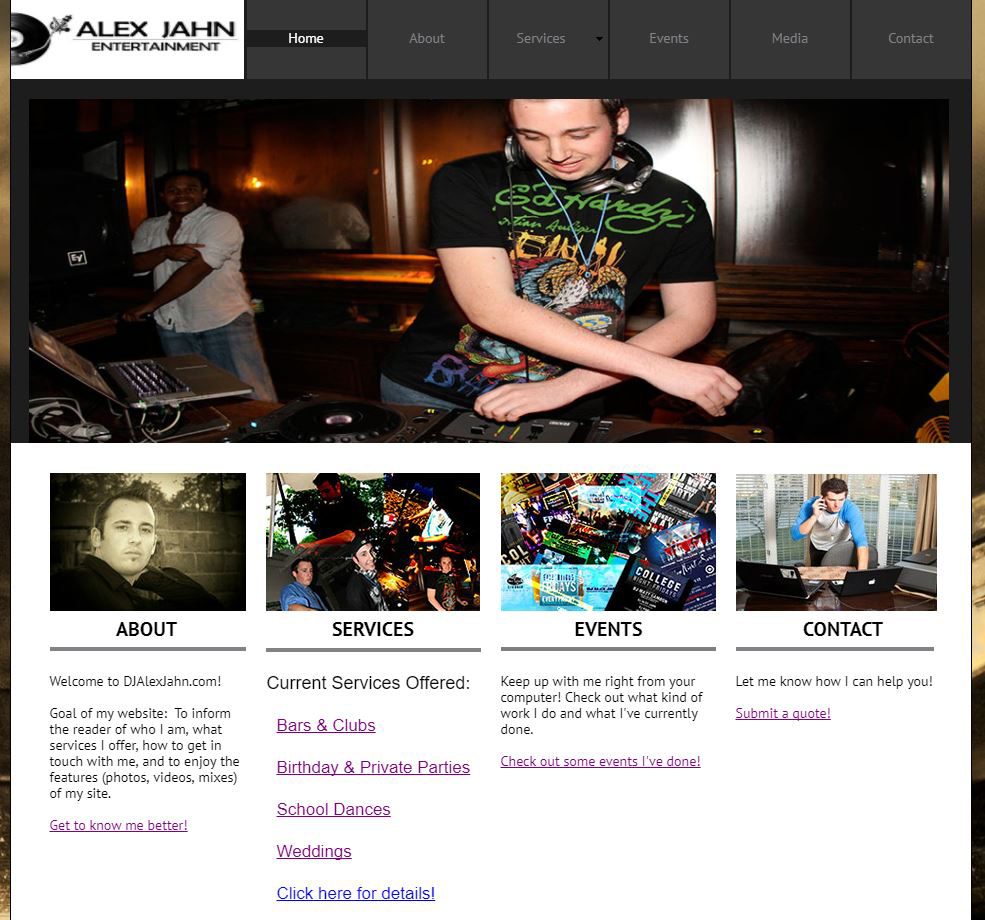 ALEX JAHN
ENTERTAINMENT
Home
About
Services
Events
Media
Contact
Ed Hardy
Ey
COLLEGE
ABOUT
SERVICES
EVENTS
CONTACT
Welcome to DJAlexJahn.com!
Goal of my website:  To inform
the reader of who I am, what
services I offer, how to get in
touch with me, and to enjoy the
features (photos, videos, mixes)
of my site.
Get to know me better!
Current Services Offered:
Bars & Clubs
Birthday & Private Parties
School Dances
Weddings
Click here for details!
Keep up with me right from your
computer! Check out what kind of
work I do and what I've currently
done.
Check out some events I've done!
Let me know how I can help you!
Submit a quote!